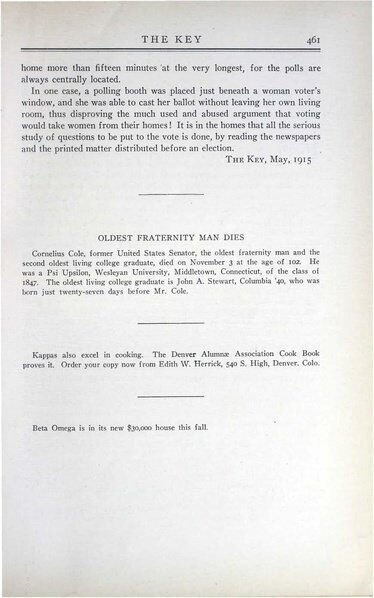 THE KEY 461
home more than fifteen minutes at the very longest, for the polls are
always centrally located.
In one case, a polling booth was placed just beneath a woman voter's
window, and she was able to cast her ballot without leaving her own living
room, thus disproving the much used and abused argument that voting
would take women from their homes! It is in the homes that all the serious
study of questions to be put to the vote is done, by reading the newspapers
and the printed matter distributed before an election.
THE KEY, May, 1915
OLDEST FRATERNITY MAN DIES
Cornelius Cole, former United States Senator, the oldest fraternity man and the
second oldest living college graduate, died on November 3 at the age of 102. He
was a Psi Upsilon, Wesleyan University, Middletown, Connecticut, of the class of
1847. The oldest living college graduate is John A. Stewart, Columbia '40, who was
born just twenty-seven days before Mr. Cole.
Kappas also excel in cooking. The Denver Alumnæ Association Cook Book
proves it. Order your copy now from Edith W. Herrick, 540 S. High, Denver. Colo.
Beta Omega is in its new $30,000 house this fall.